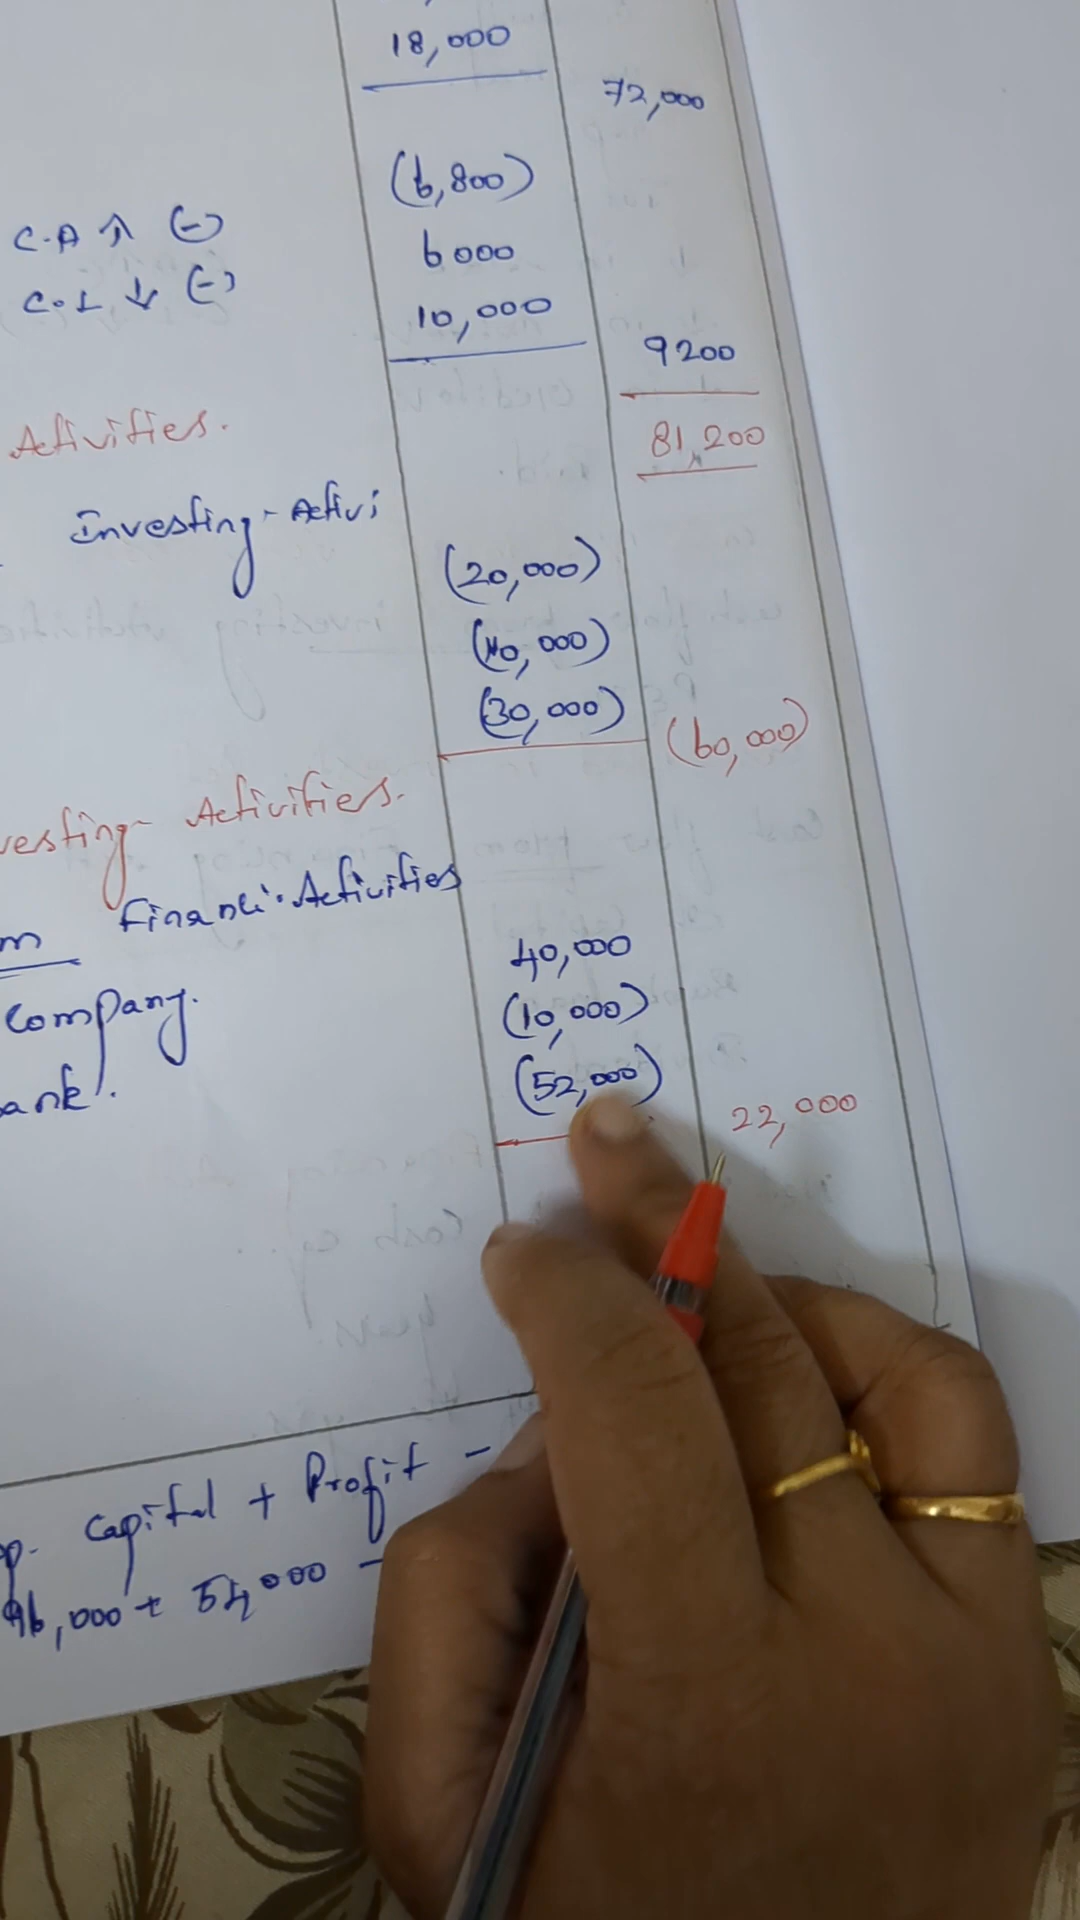 18,000
72,000
(6,800)
C.A ↑ (-)
6000
C.L ↓ (-)
10,000
9200
Activities.
81,200
Investing - Activi
(20,000)
(10,000)
(30,000)
(60,000)
vesting Activities.
m Financi. Activities
40,000
Company.
(10,000)
ank.
(52,000)
22,000
p. Capital + Profit -
96,000 + 54,000 -